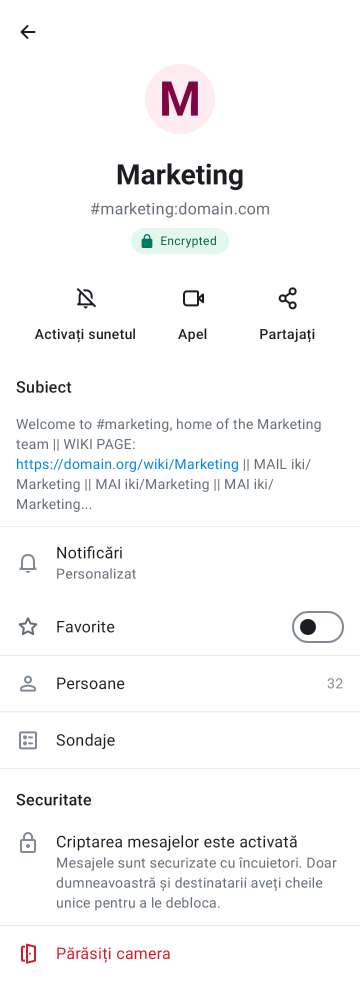 M
Marketing
#marketing:domain.com
Encrypted
Activați sunetul
Apel
Partajați
Subiect
Welcome to #marketing, home of the Marketing
team || WIKI PAGE:
https://domain.org/wiki/Marketing || MAIL iki/
Marketing || MAI iki/Marketing || MAI iki/
Marketing...
Notificări
Personalizat
Favorite
Persoane
32
Sondaje
Securitate
Criptarea mesajelor este activată
Mesajele sunt securizate cu încuietori. Doar
dumneavoastră și destinatarii aveți cheile
unice pentru a le debloca.
Părăsiți camera